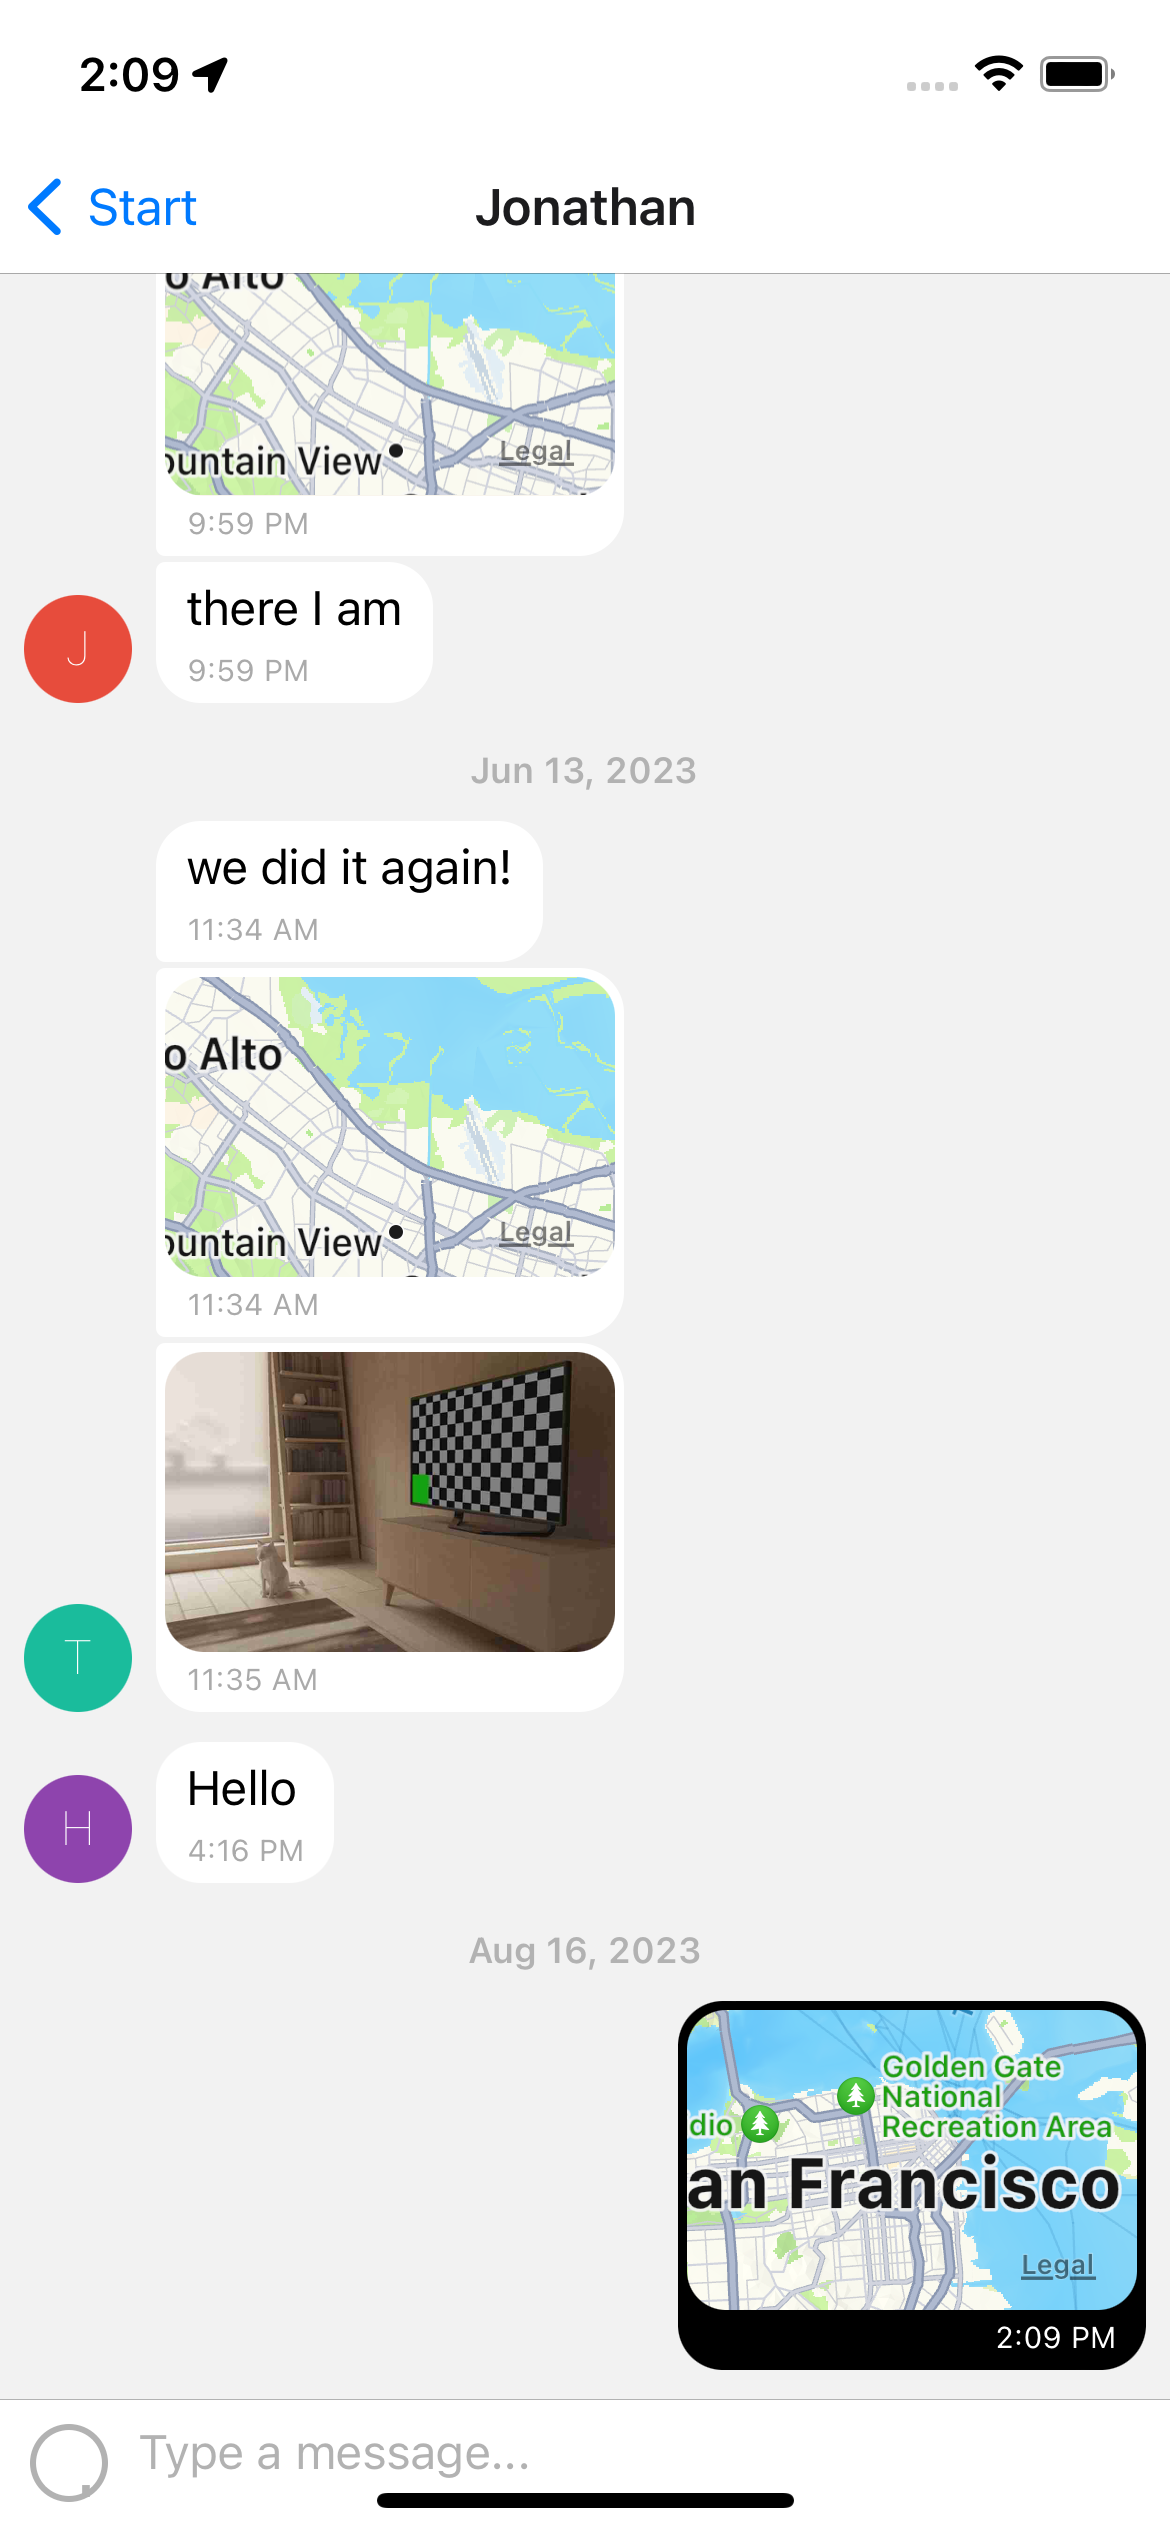 2:09
Start
Jonathan
o Alto
ountain View
Legal
9:59 PM
J
there I am
9:59 PM
Jun 13, 2023
we did it again!
11:34 AM
o Alto
ountain View
Legal
11:34 AM
T
11:35 AM
H
Hello
4:16 PM
Aug 16, 2023
Golden Gate
National
Recreation Area
dio
an Francisco
Legal
2:09 PM
Type a message...